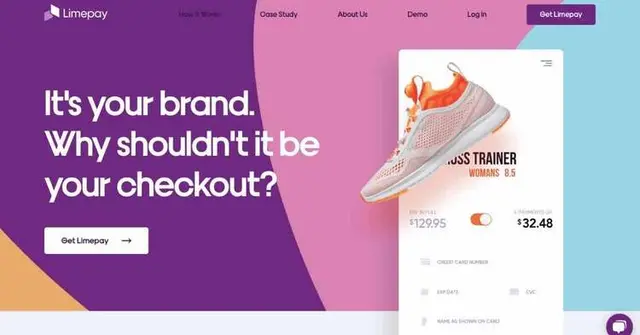 Limepay
How it Works
Case Study
About Us
Demo
Log In
Get Limepay
It's your brand.
Why shouldn't it be
your checkout?
Get Limepay →
OSS TRAINER
WOMANS 8.5
PAY IN FULL
$129.95
4 PAYMENTS OF
$32.48
CREDIT CARD NUMBER
EXP DATE
CVC
NAME AS SHOWN ON CARD